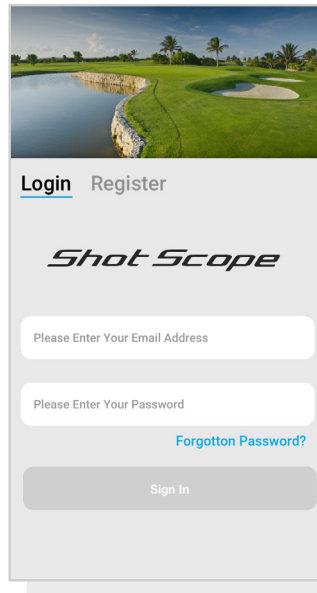 Login Register
Shot Scope
Please Enter Your Email Address
Please Enter Your Password
Forgotton Password?
Sign In